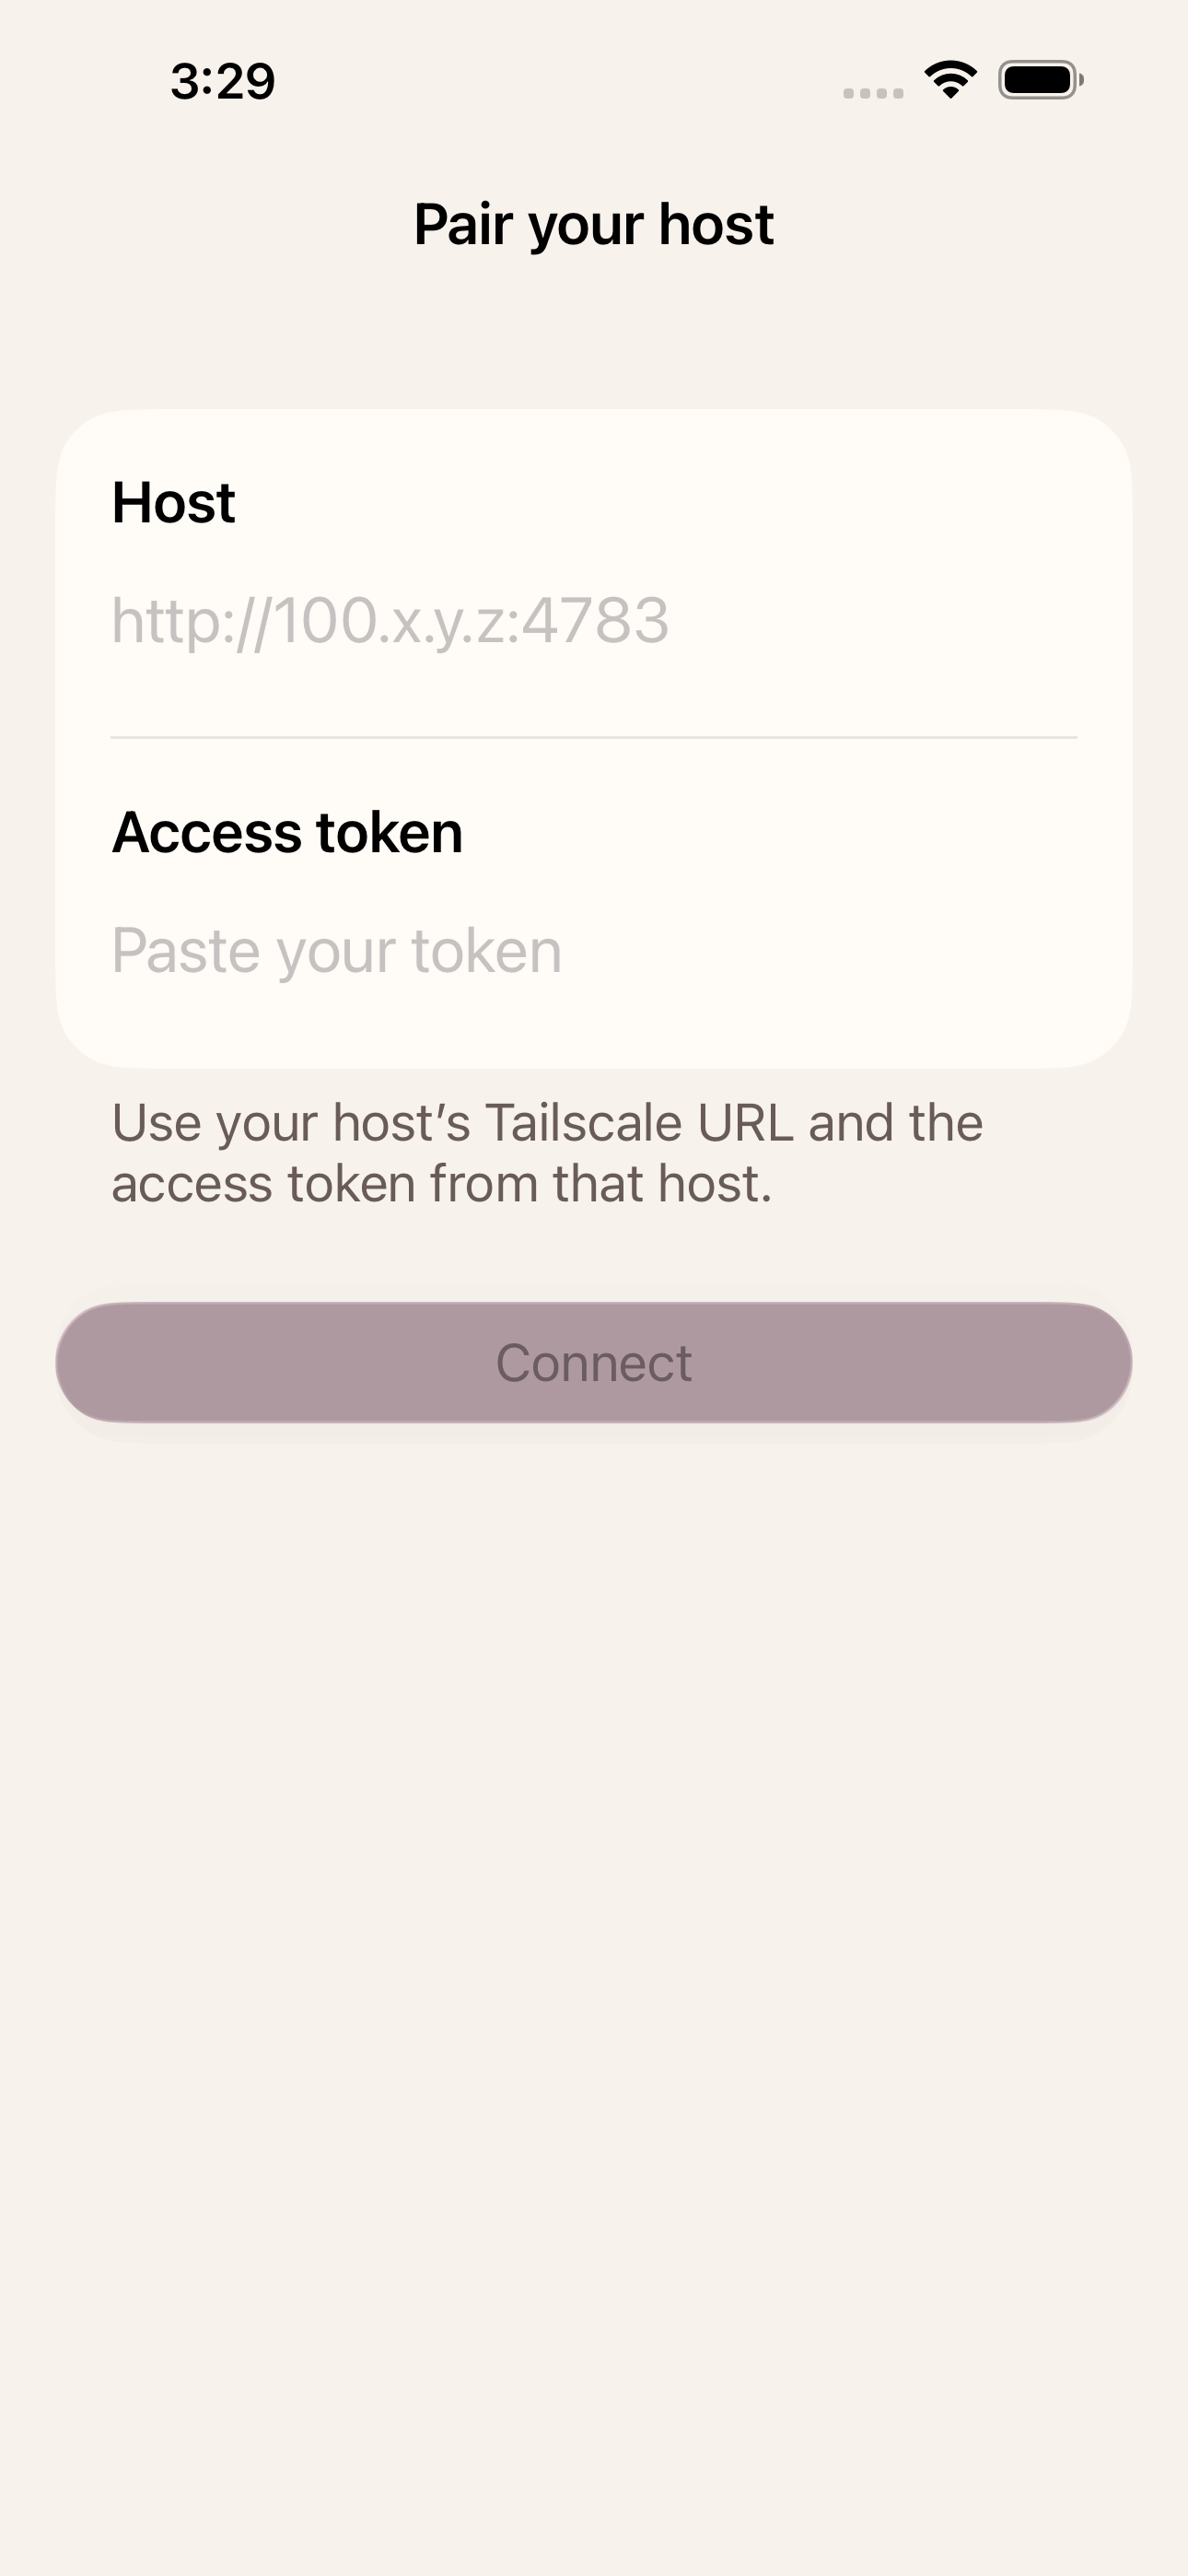 3:29
Pair your host
Host
http://100.x.y.z:4783
Access token
Paste your token
Use your host’s Tailscale URL and the
access token from that host.
Connect